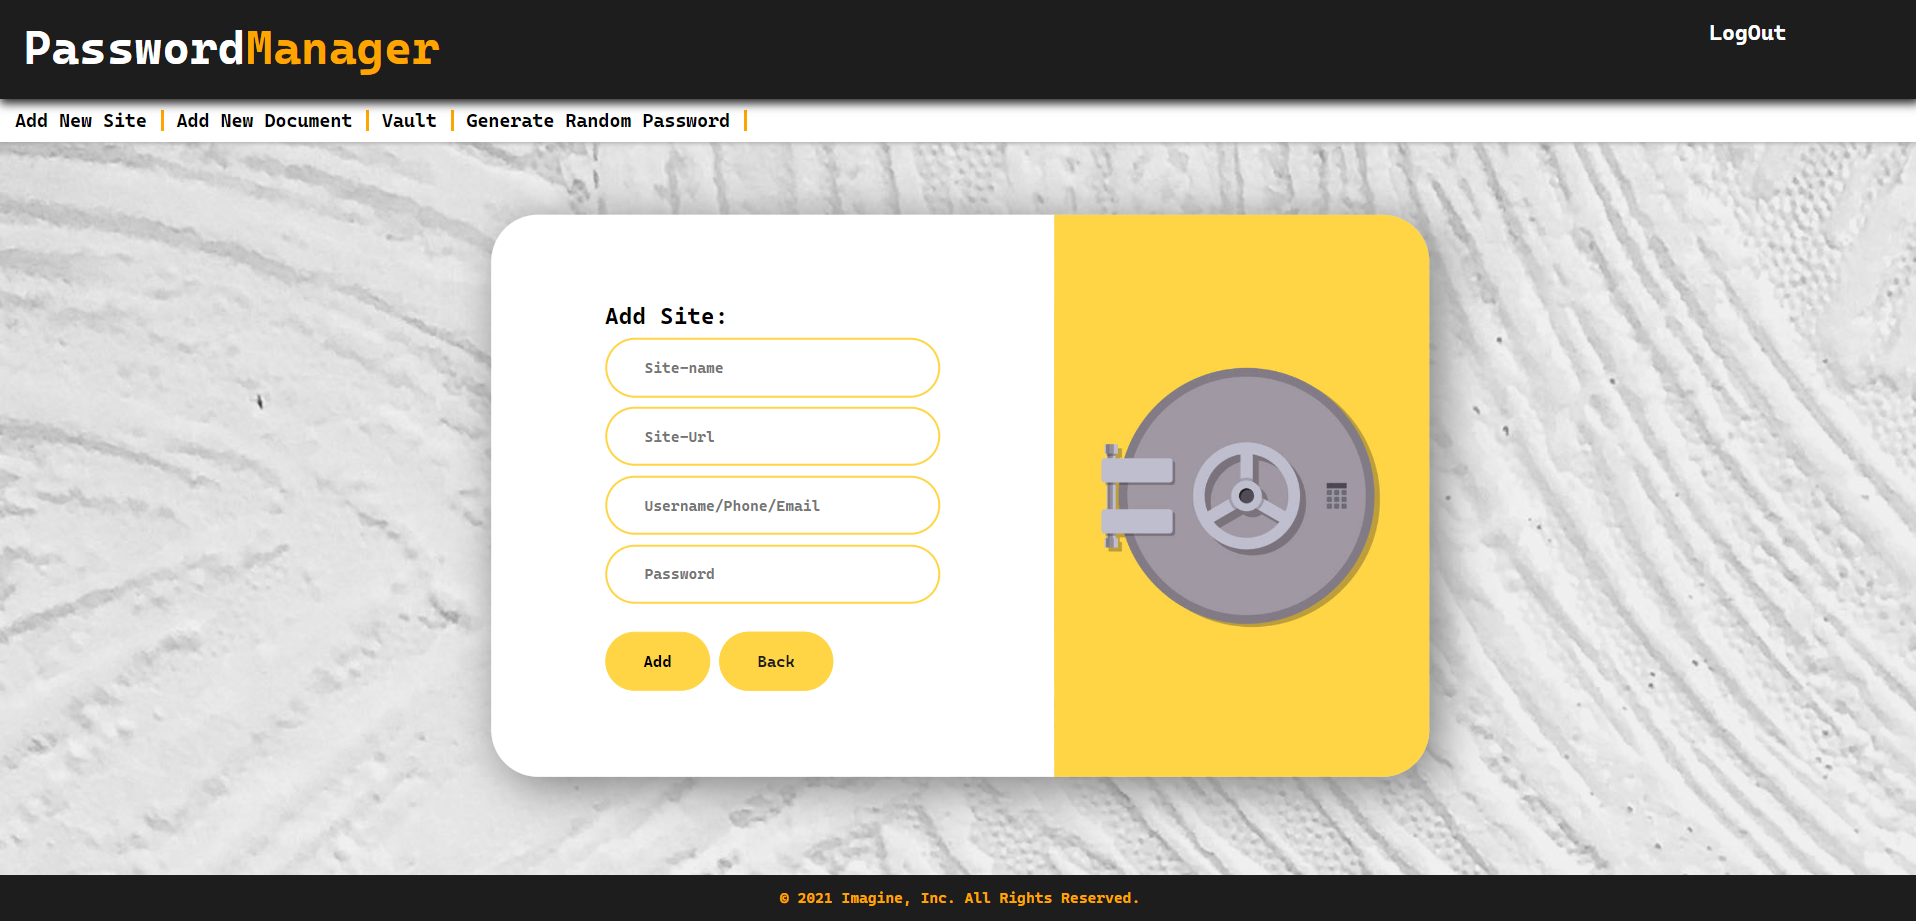 PasswordManager
LogOut
Add New Site | Add New Document | Vault | Generate Random Password |
Add Site:
Site-name
Site-Url
Username/Phone/Email
Password
Add Back
© 2021 Imagine, Inc. All Rights Reserved.